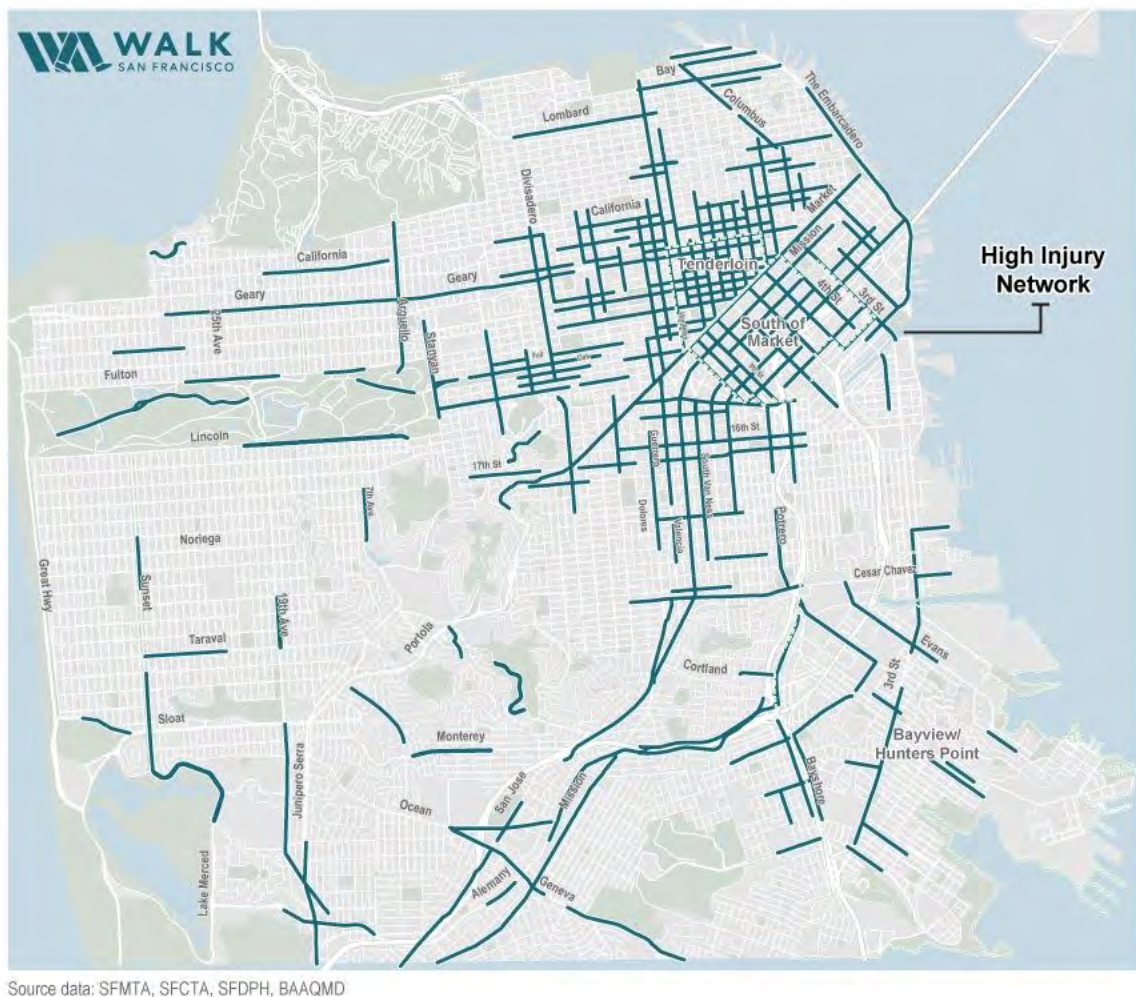 WALK
SAN FRANCISCO
Bay
The Embarcadero
Columbus
Lombard
Divisadero
California
Market
Mission
California
Tenderloin
High Injury
Network
Geary
Geary
4th St
3rd St
25th Ave
Arguello
Stanyan
South of
Market
Fulton
Lincoln
16th St
Guerrero
17th St
South Van Ness
7th Ave
Dolores
Valencia
Potrero
Noriega
Great Hwy
Sunset
Cesar Chavez
19th Ave
Taraval
Portola
Evans
Cortland
3rd St
Sloat
Monterey
Bayview/
Hunters Point
Junipero Serra
San Jose
Mission
Bayshore
Ocean
Lake Merced
Alemany
Geneva
Source data: SFMTA, SFCTA, SFDPH, BAAQMD